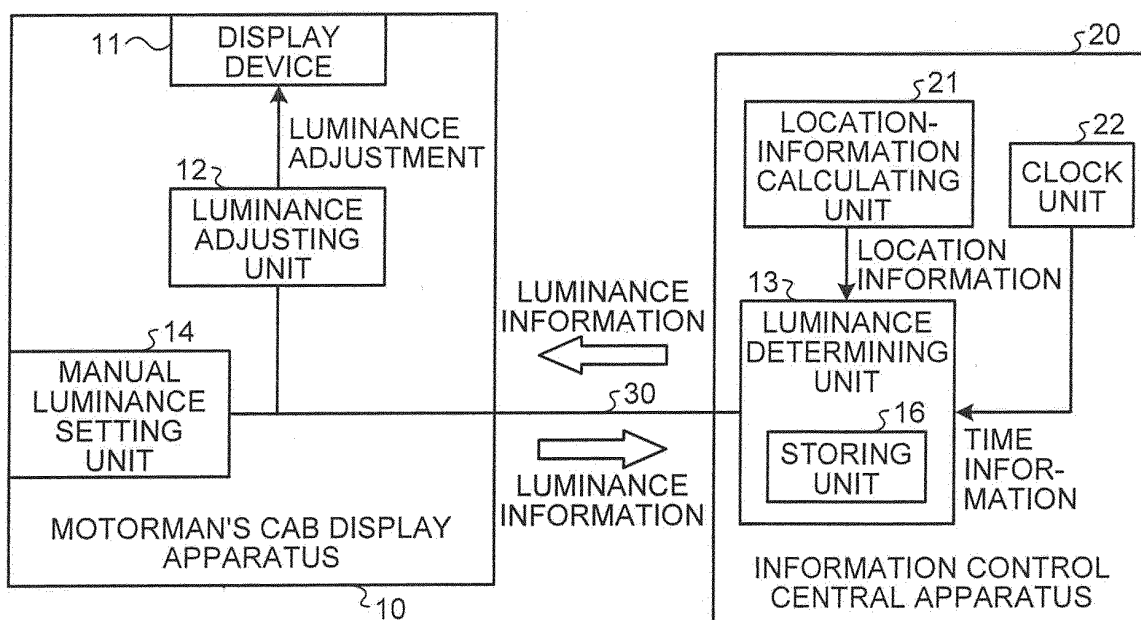 11
DISPLAY
DEVICE
LUMINANCE
ADJUSTMENT
12
LUMINANCE
ADJUSTING
UNIT
14
MANUAL
LUMINANCE
SETTING
UNIT
MOTORMAN'S CAB DISPLAY
APPARATUS
10
LUMINANCE
INFORMATION
30
LUMINANCE
INFORMATION
20
21
LOCATION-
INFORMATION
CALCULATING
UNIT
22
CLOCK
UNIT
LOCATION
INFORMATION
13
LUMINANCE
DETERMINING
UNIT
16
STORING
UNIT
TIME
INFOR-
MATION
INFORMATION CONTROL
CENTRAL APPARATUS